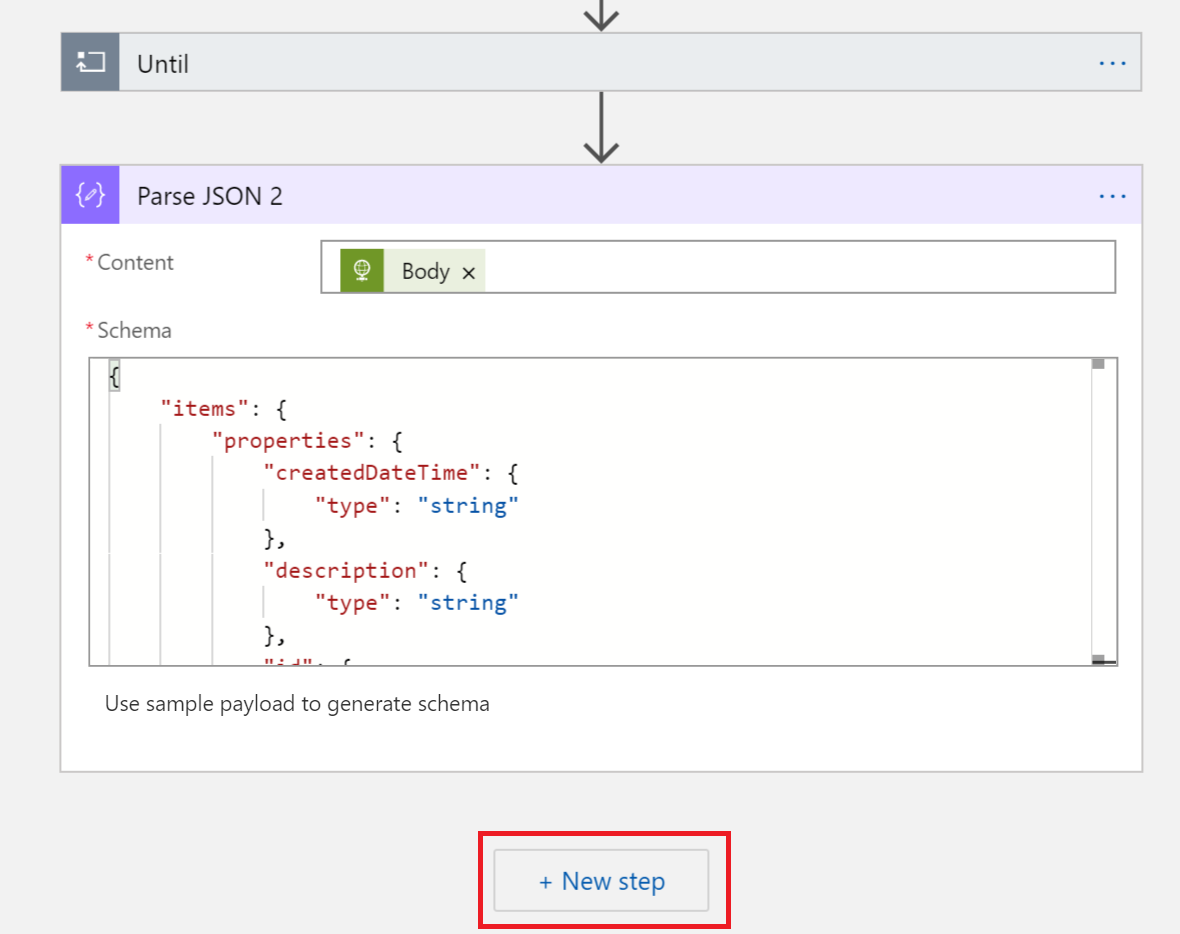 Until
...
Parse JSON 2
...
*Content
Body ×
*Schema
{
"items": {
"properties": {
"createdDateTime": {
"type": "string"
},
"description": {
"type": "string"
},
"id": {
Use sample payload to generate schema
+ New step